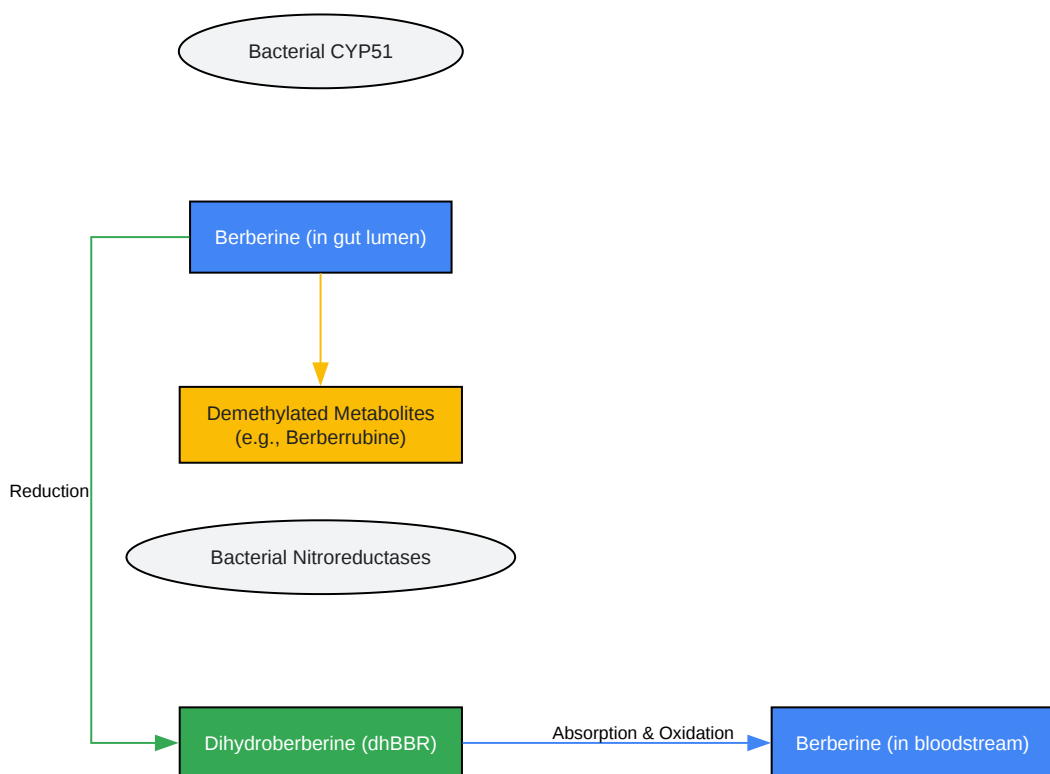 Bacterial CYP51
Berberine (in gut lumen)
Demethylated Metabolites
(e.g., Berberrubine)
Reduction
Bacterial Nitroreductases
Dihydroberberine (dhBBR)
Absorption & Oxidation
Berberine (in bloodstream)